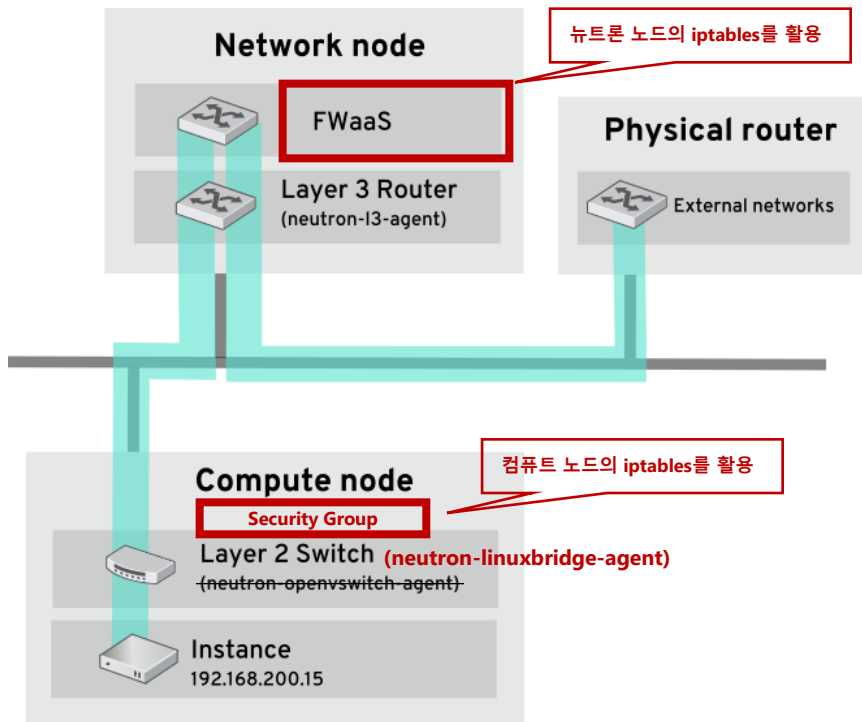 뉴트론 노드의 iptables를 활용
Network node
FWaaS
Layer 3 Router
(neutron-l3-agent)
Physical router
External networks
컴퓨트 노드의 iptables를 활용
Compute node
Security Group
Layer 2 Switch (neutron-linuxbridge-agent)
(neutron-openvswitch-agent)
Instance
192.168.200.15